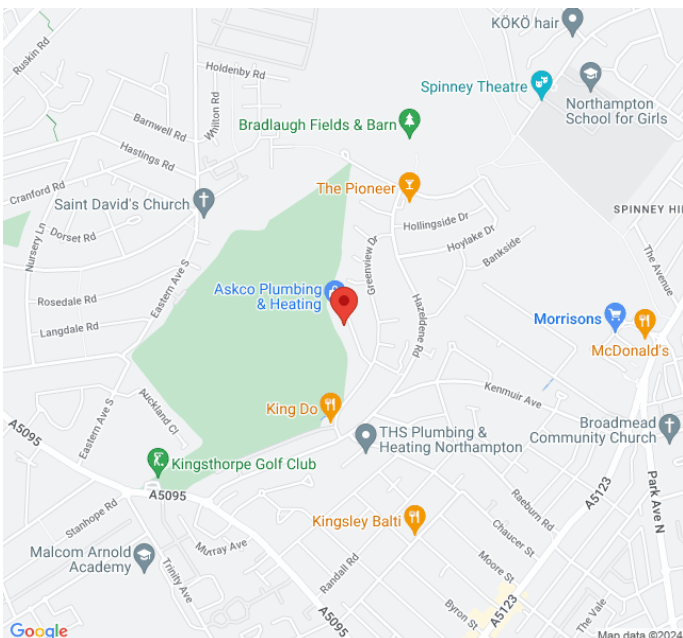 KÖKÖ hair
Ruskin Rd
Holdenby Rd
Spinney Theatre
Northampton
School for Girls
Whilton Rd
Bradlaugh Fields & Barn
Barnwell Rd
Hastings Rd
The Pioneer
Cranford Rd
Saint David's Church
SPINNEY HIL
Hollingside Dr
Dorset Rd
Hoylake Dr
Nursery Ln
Bankside
Greenview Dr
The Avenue
Eastern Ave S
Askco Plumbing
& Heating
Rosedale Rd
Hazeldene Rd
Morrisons
Langdale Rd
McDonald's
Kenmuir Ave
Auckland Cl
King Do
A5095
Eastern Ave S
THS Plumbing &
Heating Northampton
Broadmead
Community Church
Kingsthorpe Golf Club
A5095
A5123
Raeburn Rd
Park Ave N
Stanhope Rd
Kingsley Balti
Chaucer St
Murray Ave
Malcom Arnold
Academy
Moore St
Randall Rd
Trinity Ave
A5095
Byron St
A5123
The Vale
Google
Map data ©2024